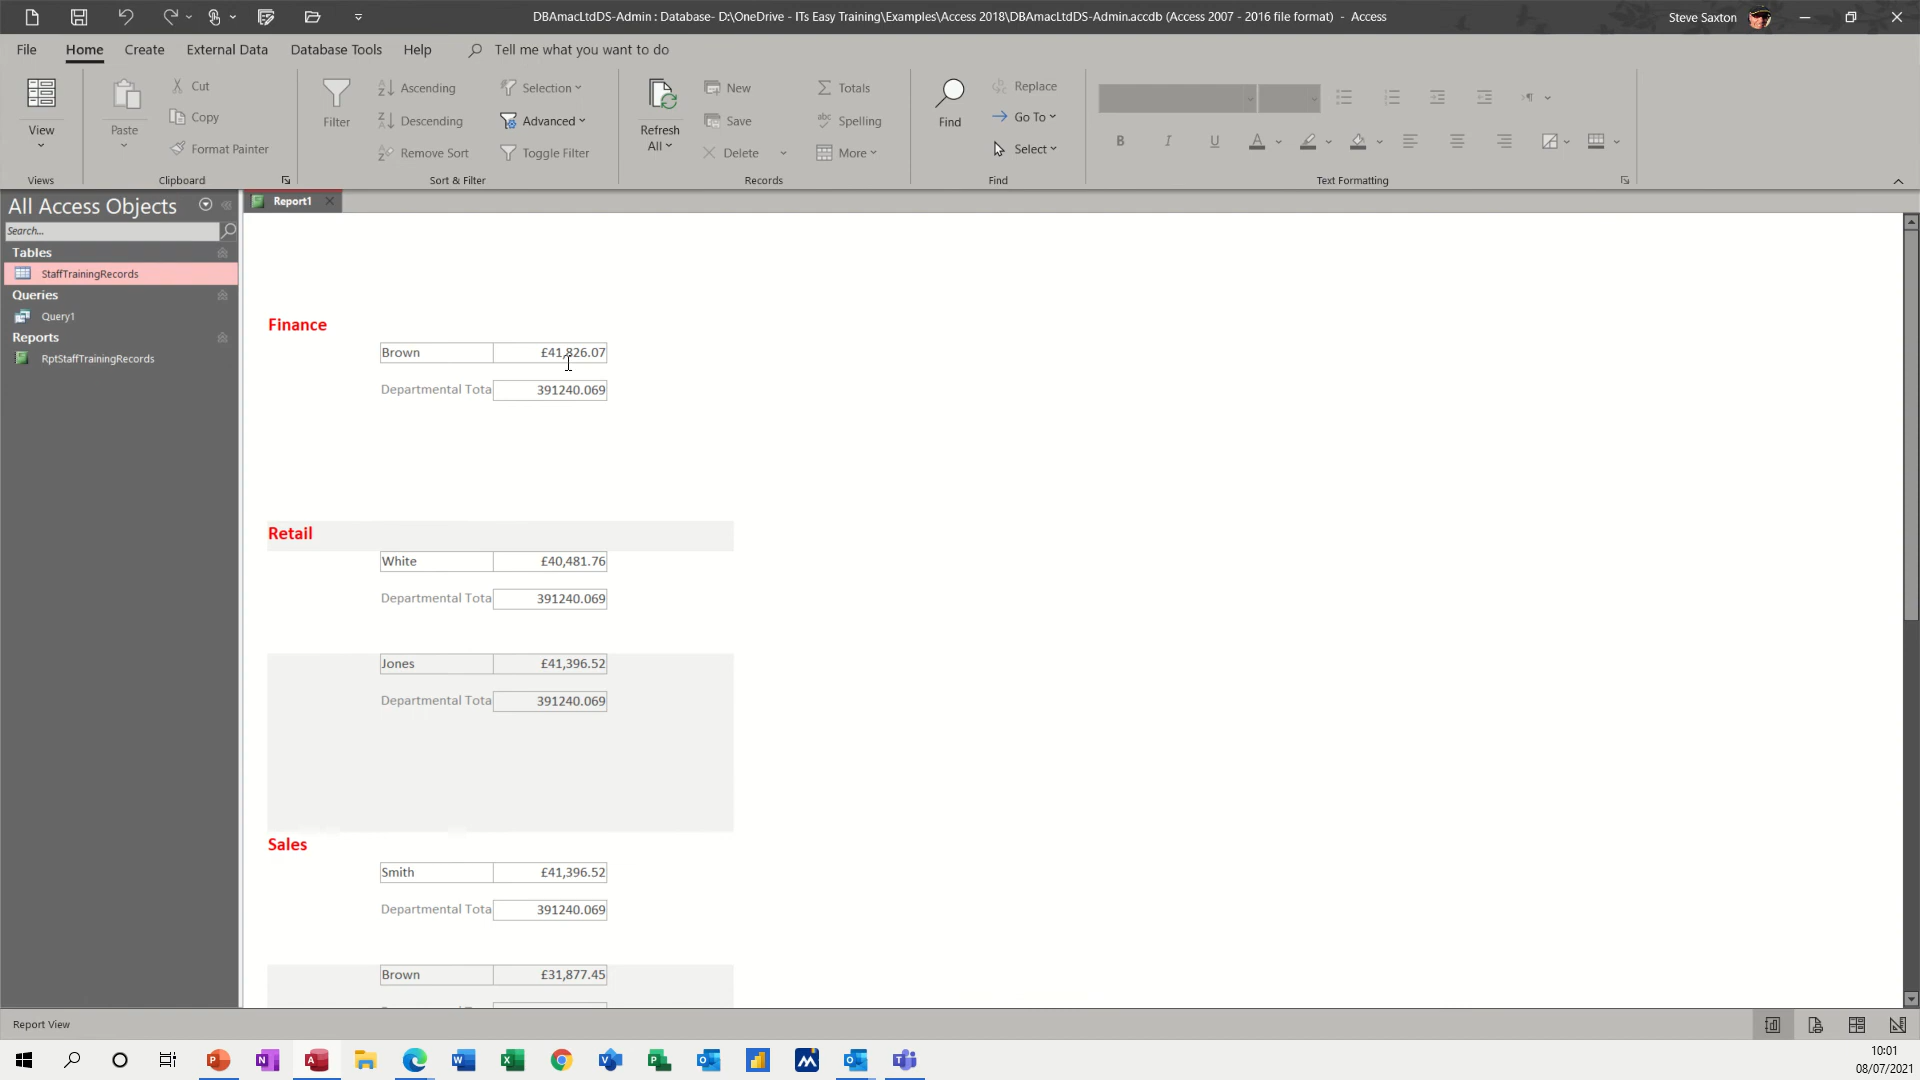 DBAmacLtdDS-Admin : Database- D:\OneDrive - ITs Easy Training\Examples\Access 2018\DBAmacLtdDS-Admin.accdb (Access 2007 - 2016 file format) - Access
Steve Saxton
File Home Create External Data Database Tools Help Tell me what you want to do
View
Views
Paste
Cut
Copy
Format Painter
Clipboard
Filter
Ascending
Descending
Remove Sort
Selection
Advanced
Toggle Filter
Sort & Filter
Refresh All
New
Save
Delete
Totals
Spelling
More
Records
Find
Replace
Go To
Select
Find
B I U A
Text Formatting
All Access Objects
Search...
Tables
StaffTrainingRecords
Queries
Query1
Reports
RptStaffTrainingRecords
Report1
Finance
Brown £41,826.07
Departmental Tota 391240.069
Retail
White £40,481.76
Departmental Tota 391240.069
Jones £41,396.52
Departmental Tota 391240.069
Sales
Smith £41,396.52
Departmental Tota 391240.069
Brown £31,877.45
Report View
10:01
08/07/2021